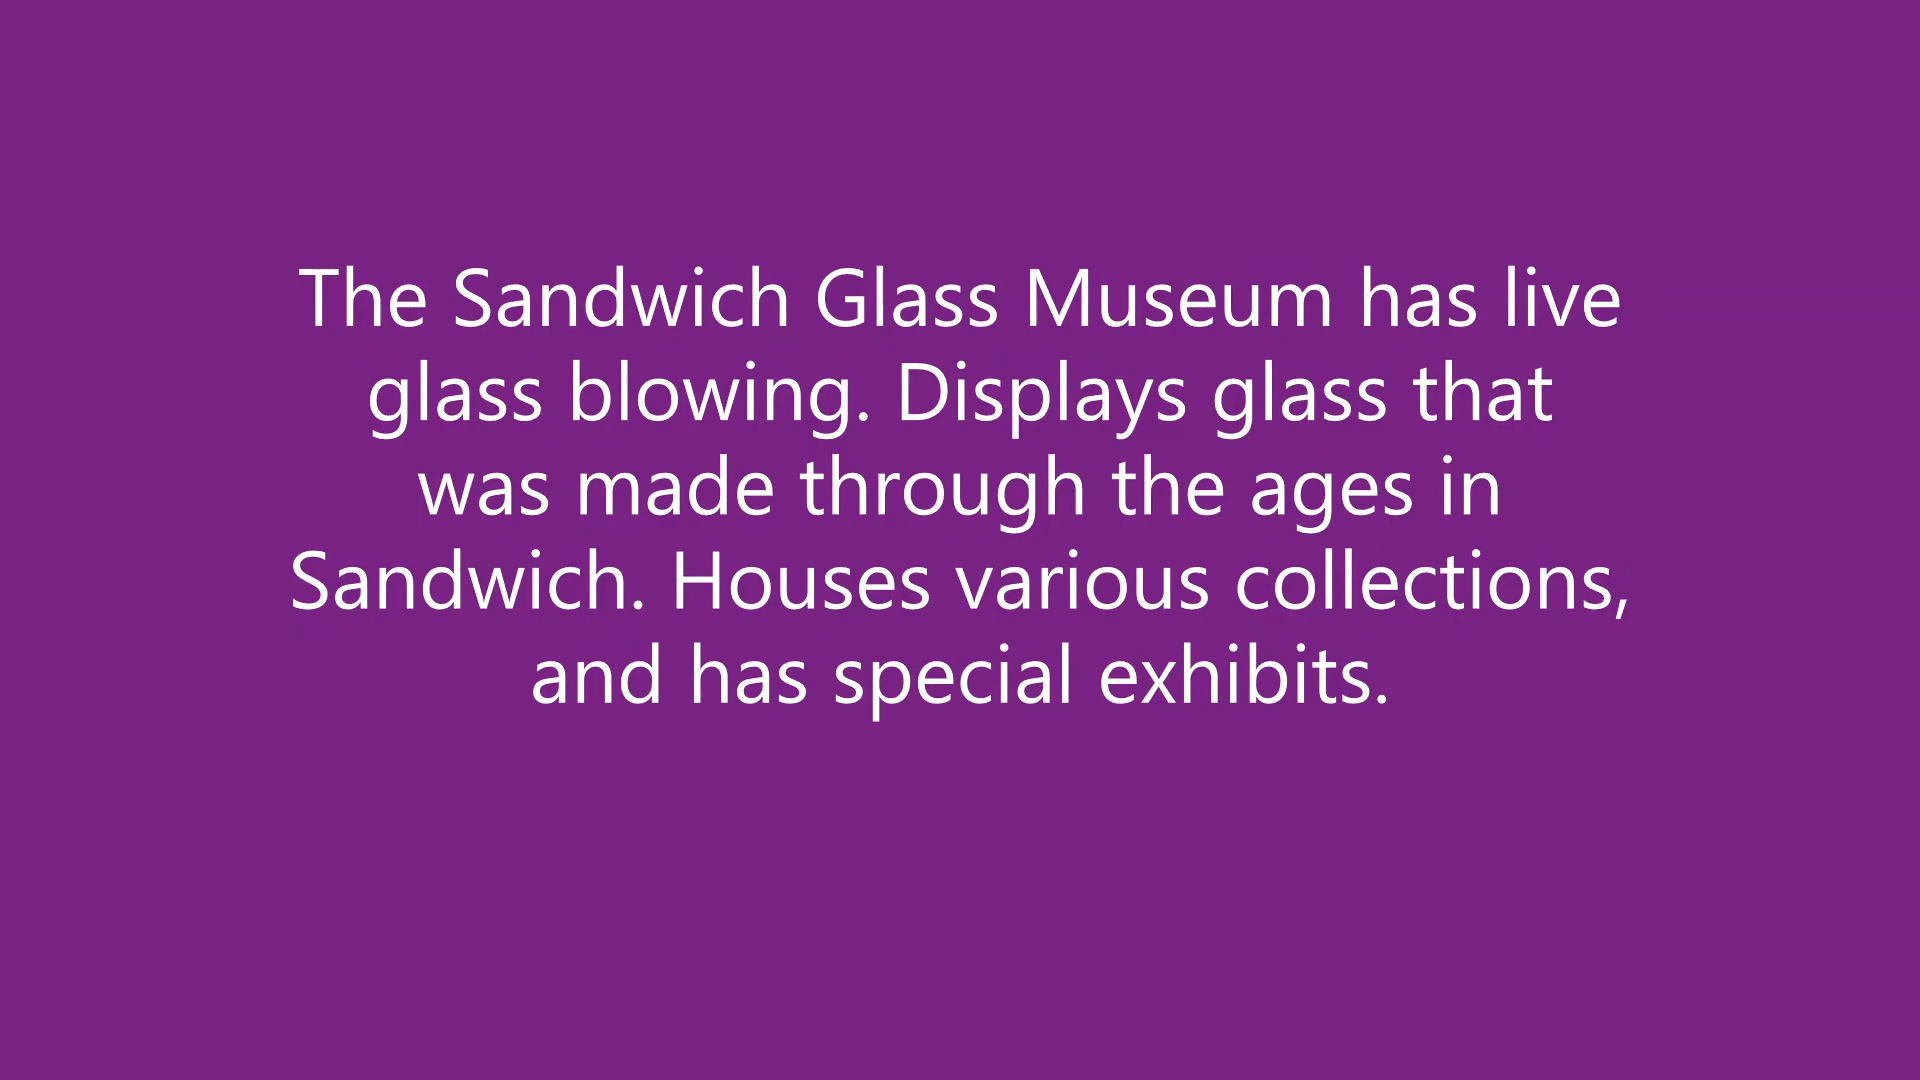 The Sandwich Glass Museum has live
glass blowing. Displays glass that
was made through the ages in
Sandwich. Houses various collections,
and has special exhibits.